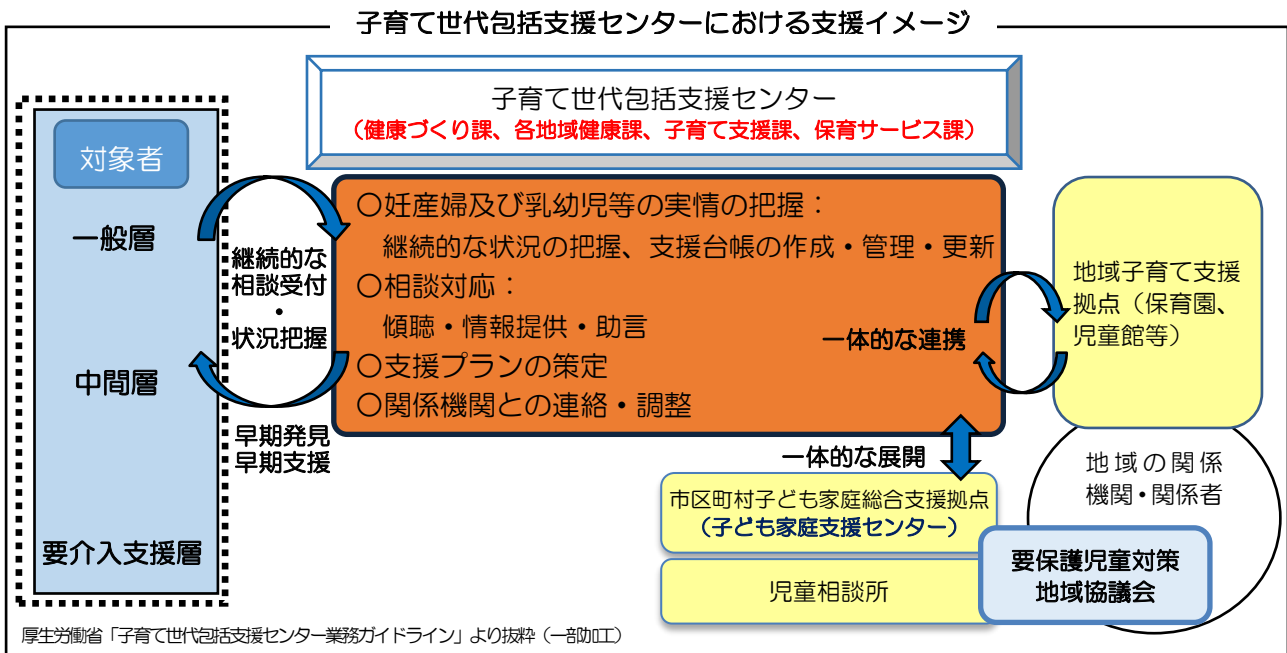 子育て世代包括支援センターにおける支援イメージ
子育て世代包括支援センター
（健康づくり課、各地域健康課、子育て支援課、保育サービス課）
対象者
一般層
中間層
要介入支援層
継続的な
相談受付
・
状況把握
早期発見
早期支援
○妊産婦及び乳幼児等の実情の把握：
継続的な状況の把握、支援台帳の作成・管理・更新
○相談対応：
傾聴・情報提供・助言
○支援プランの策定
○関係機関との連絡・調整
一体的な連携
地域子育て支援
拠点（保育園、
児童館等）
一体的な展開
市区町村子ども家庭総合支援拠点
（子ども家庭支援センター）
児童相談所
地域の関係
機関・関係者
要保護児童対策
地域協議会
厚生労働省「子育て世代包括支援センター業務ガイドライン」より抜粋（一部加工）